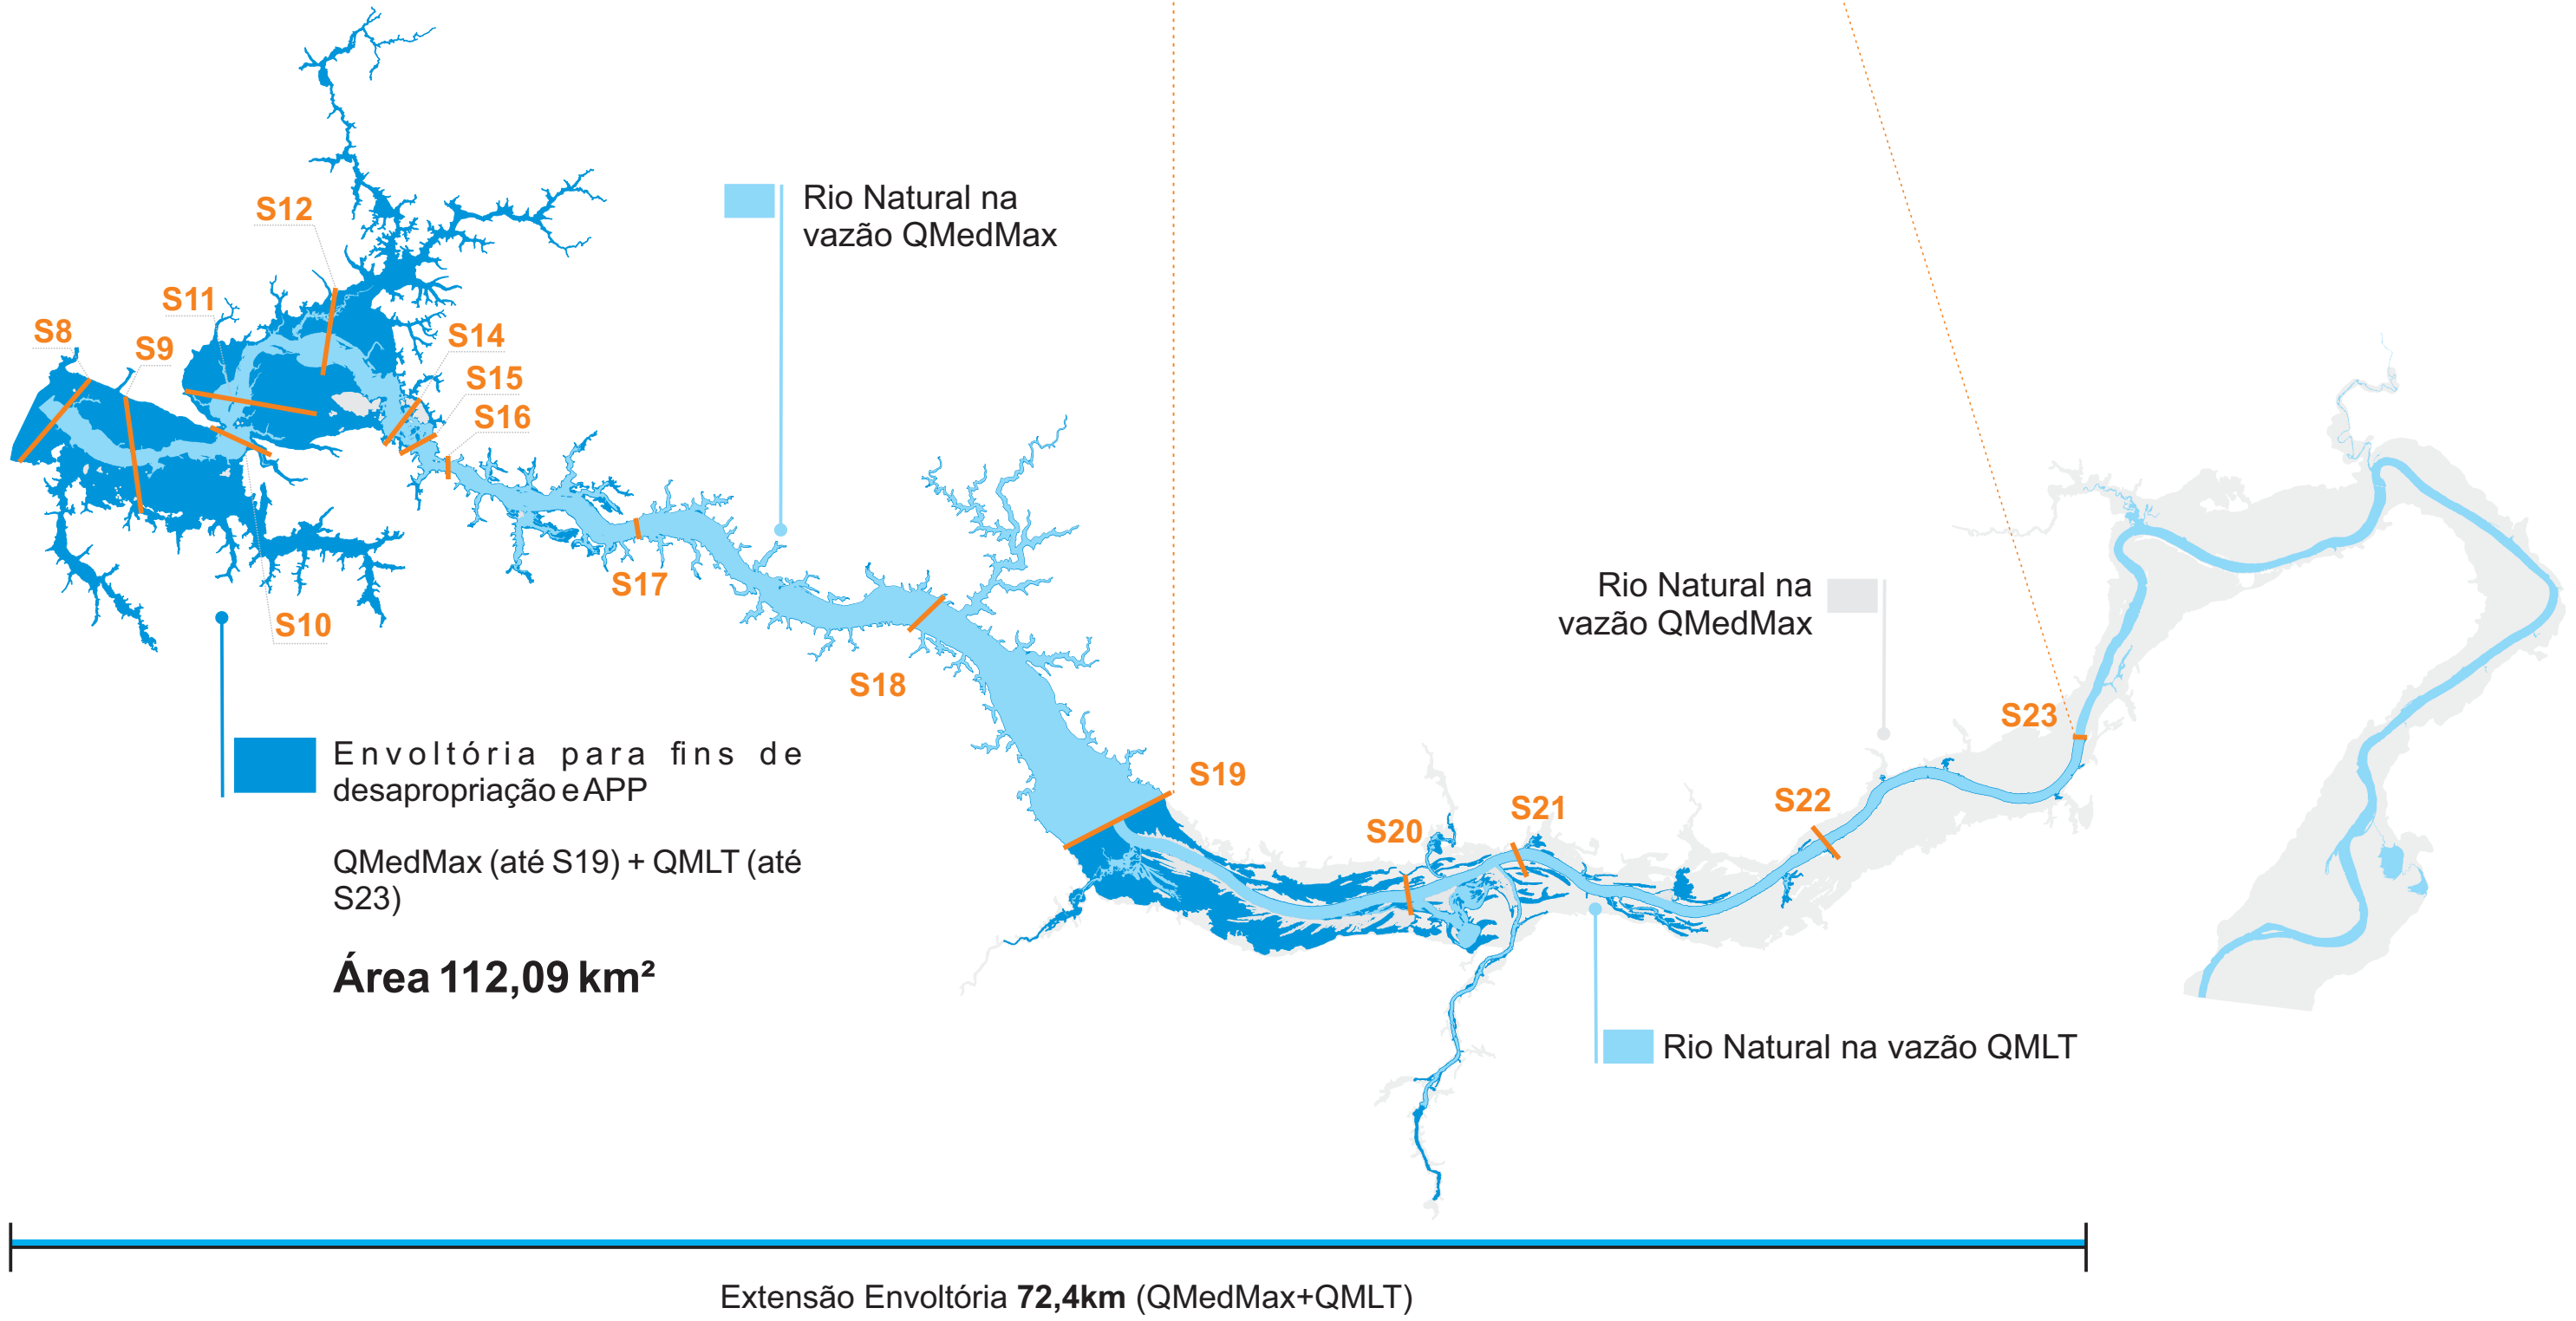 S12
Rio Natural na
vazão QMedMax
S11
S8
S9
S14
S15
S16
S17
S10
S18
Rio Natural na
vazão QMedMax
S23
Envoltória para fins de
desapropriação e APP
QMedMax (até S19) + QMLT (até
S23)
Área 112,09 km²
S19
S20
S21
S22
Rio Natural na vazão QMLT
Extensão Envoltória 72,4km (QMedMax+QMLT)